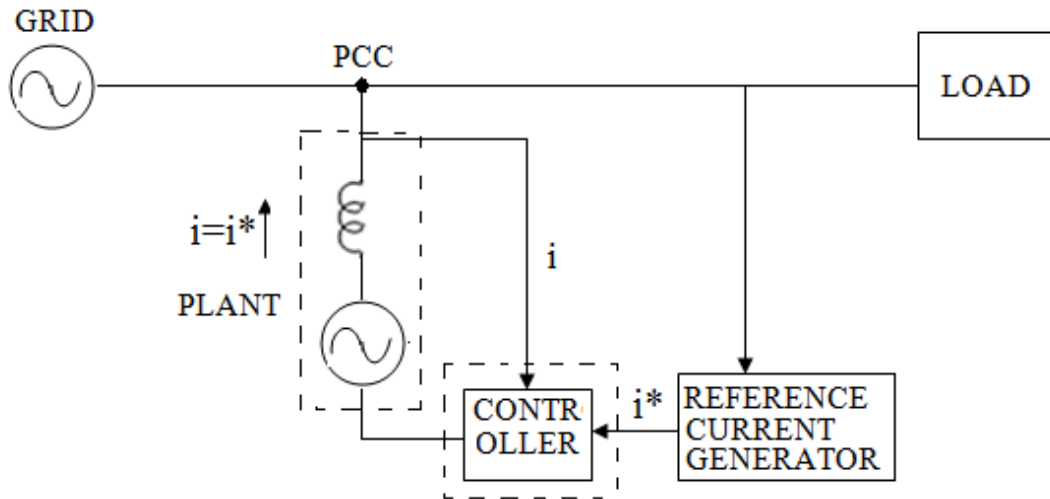 GRID
PCC
LOAD
i=i*
i
PLANT
CONTR
OLLER
i*
REFERENCE
CURRENT
GENERATOR